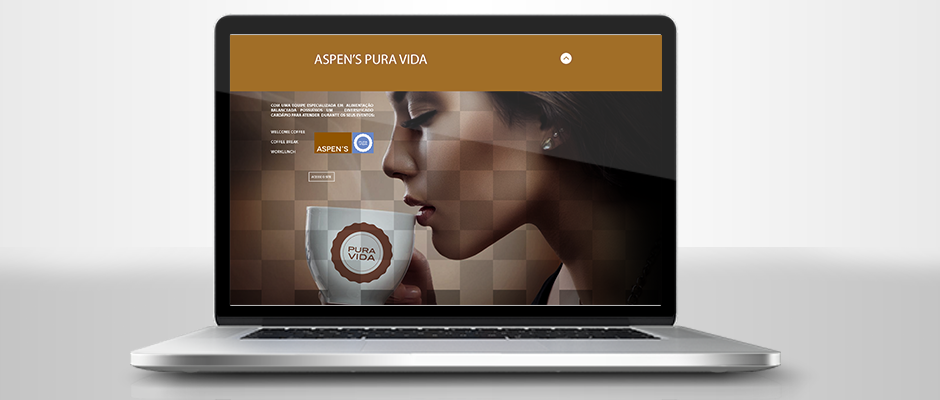 ASPEN'S PURA VIDA
COM UMA EQUIPE ESPECIALIZADA EM ALIMENTAÇÃO
BALANCEADA POSSUÍMOS UM DIVERSIFICADO
CARDÁPIO PARA ATENDER DURANTE OS SEUS EVENTOS:
WELCOME COFFEE
COFFEE BREAK
WORKLUNCH
ASPEN'S
PURA
VIDA